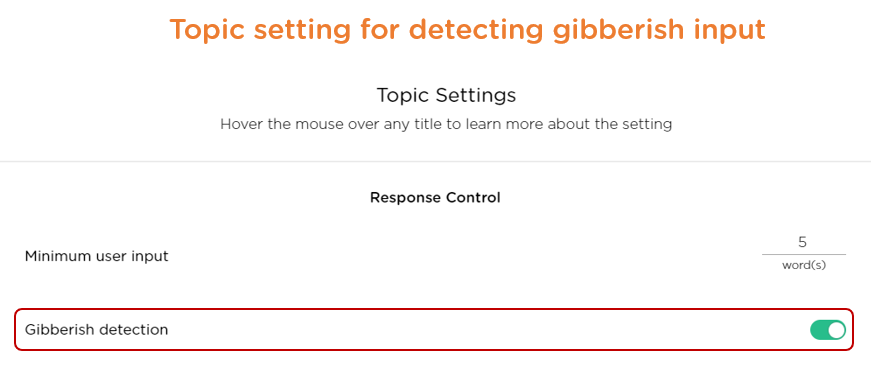 Topic setting for detecting gibberish input
Topic Settings
Hover the mouse over any title to learn more about the setting
Response Control
Minimum user input
5
word(s)
Gibberish detection